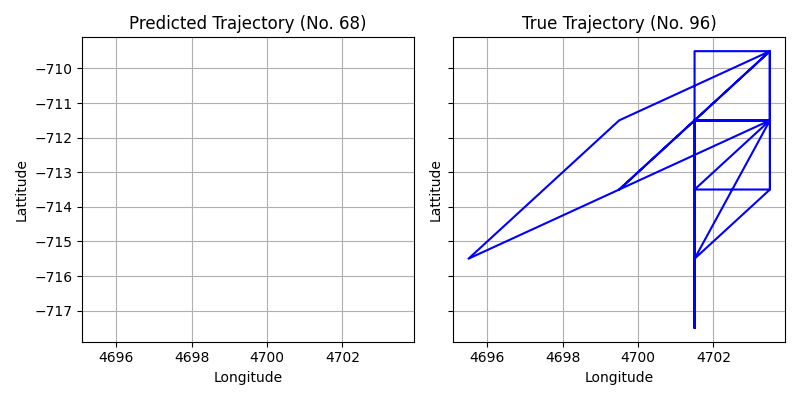 Predicted Trajectory (No. 68)
−710
−711
−712
−713
−714
−715
−716
−717
Lattitude
4696 4698 4700 4702
Longitude
True Trajectory (No. 96)
Lattitude
4696 4698 4700 4702
Longitude